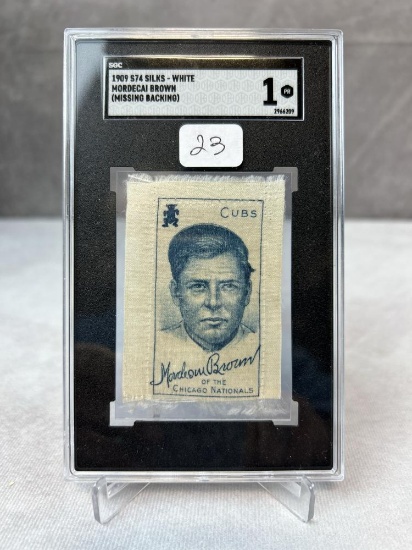 SGC
1909 S74 SILKS - WHITE
MORDECAI BROWN
(MISSING BACKING)
1 PR
2966209
23
CUBS
Mordecai Brown
OF THE
CHICAGO NATIONALS